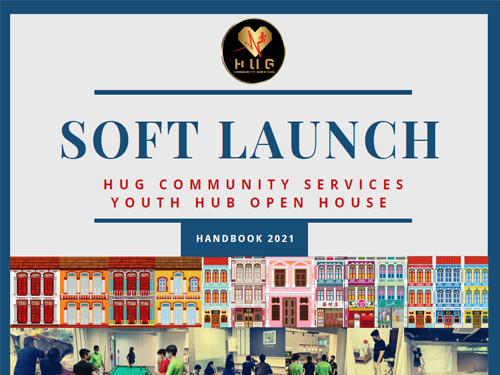 HUG
COMMUNITY SERVICES
SOFT LAUNCH
HUG COMMUNITY SERVICES
YOUTH HUB OPEN HOUSE
HANDBOOK 2021